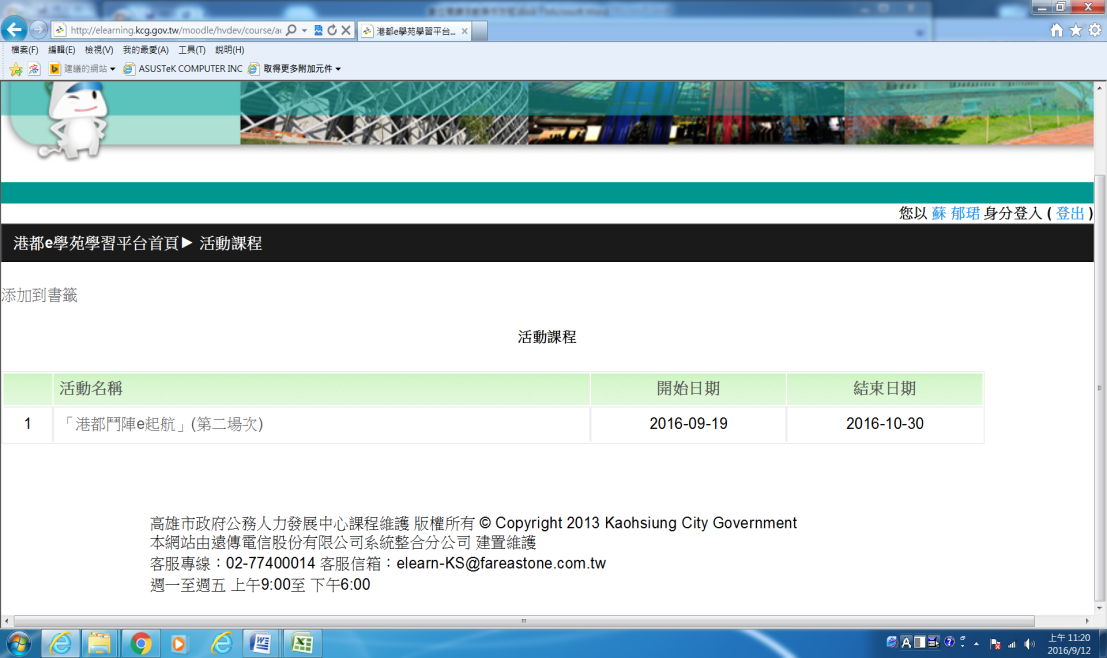 http://elearning.kcg.gov.tw/moodle/hvdev/course/a
港都e學苑學習平台...
檔案(F) 編輯(E) 檢視(V) 我的最愛(A) 工具(T) 說明(H)
建議的網站 ASUSTeK COMPUTER INC 取得更多附加元件
您以 蘇 郁珺 身分登入 ( 登出 )
港都e學苑學習平台首頁► 活動課程
添加到書籤
活動課程
活動名稱 開始日期 結束日期
1 「港都鬥陣e起航」(第二場次) 2016-09-19 2016-10-30
高雄市政府公務人力發展中心課程維護 版權所有 © Copyright 2013 Kaohsiung City Government
本網站由遠傳電信股份有限公司系統整合分公司 建置維護
客服專線：02-77400014 客服信箱：elearn-KS@fareastone.com.tw
週一至週五 上午9:00至 下午6:00
上午 11:20
2016/9/12